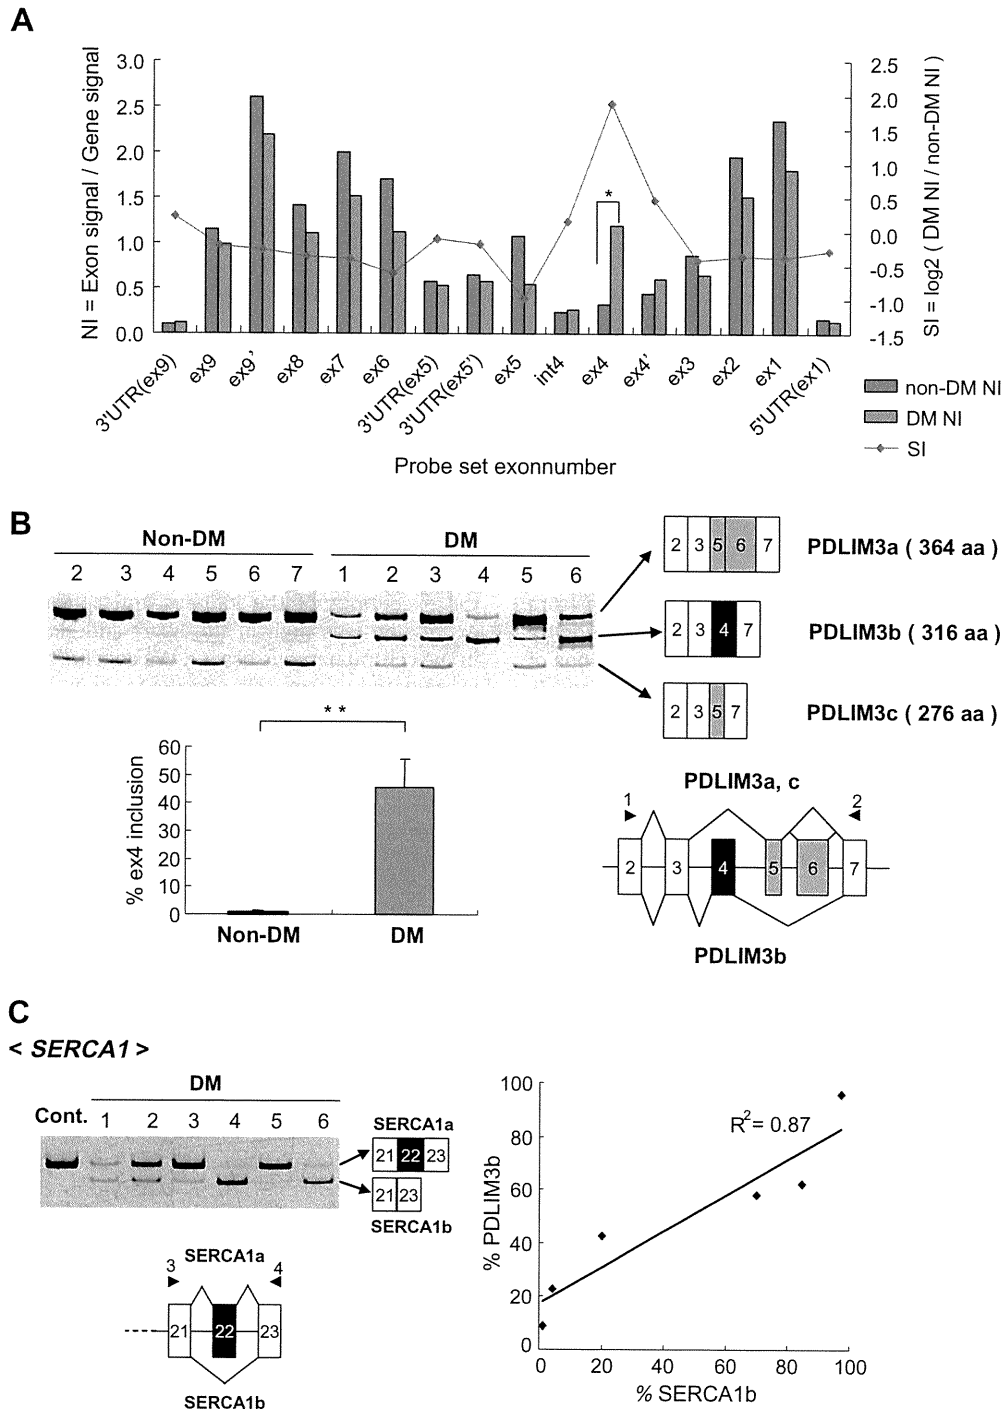 A
NI = Exon signal / Gene signal
3.0
2.5
2.0
1.5
1.0
0.5
0.0
*
2.5
2.0
1.5
1.0
0.5
0.0
-0.5
-1.0
-1.5
SI = log2 ( DM NI / non-DM NI )
3'UTR(ex9)
ex9
ex9'
ex8
ex7
ex6
3'UTR(ex5)
3'UTR(ex5')
ex5
int4
ex4
ex4'
ex3
ex2
ex1
5'UTR(ex1)
Probe set exonnumber
non-DM NI
DM NI
SI
B
Non-DM DM
2 3 4 5 6 7 1 2 3 4 5 6
2 3 5 6 7 PDLIM3a ( 364 aa )
2 3 4 7 PDLIM3b ( 316 aa )
2 3 5 7 PDLIM3c ( 276 aa )
* *
% ex4 inclusion
60
50
40
30
20
10
0
Non-DM DM
PDLIM3a, c
1 2
2 3 4 5 6 7
PDLIM3b
C
< SERCA1 >
DM
Cont. 1 2 3 4 5 6
SERCA1a
21 22 23
21 23
SERCA1b
SERCA1a
3 4
21 22 23
SERCA1b
% PDLIM3b
100
80
60
40
20
0
R2= 0.87
0 20 40 60 80 100
% SERCA1b